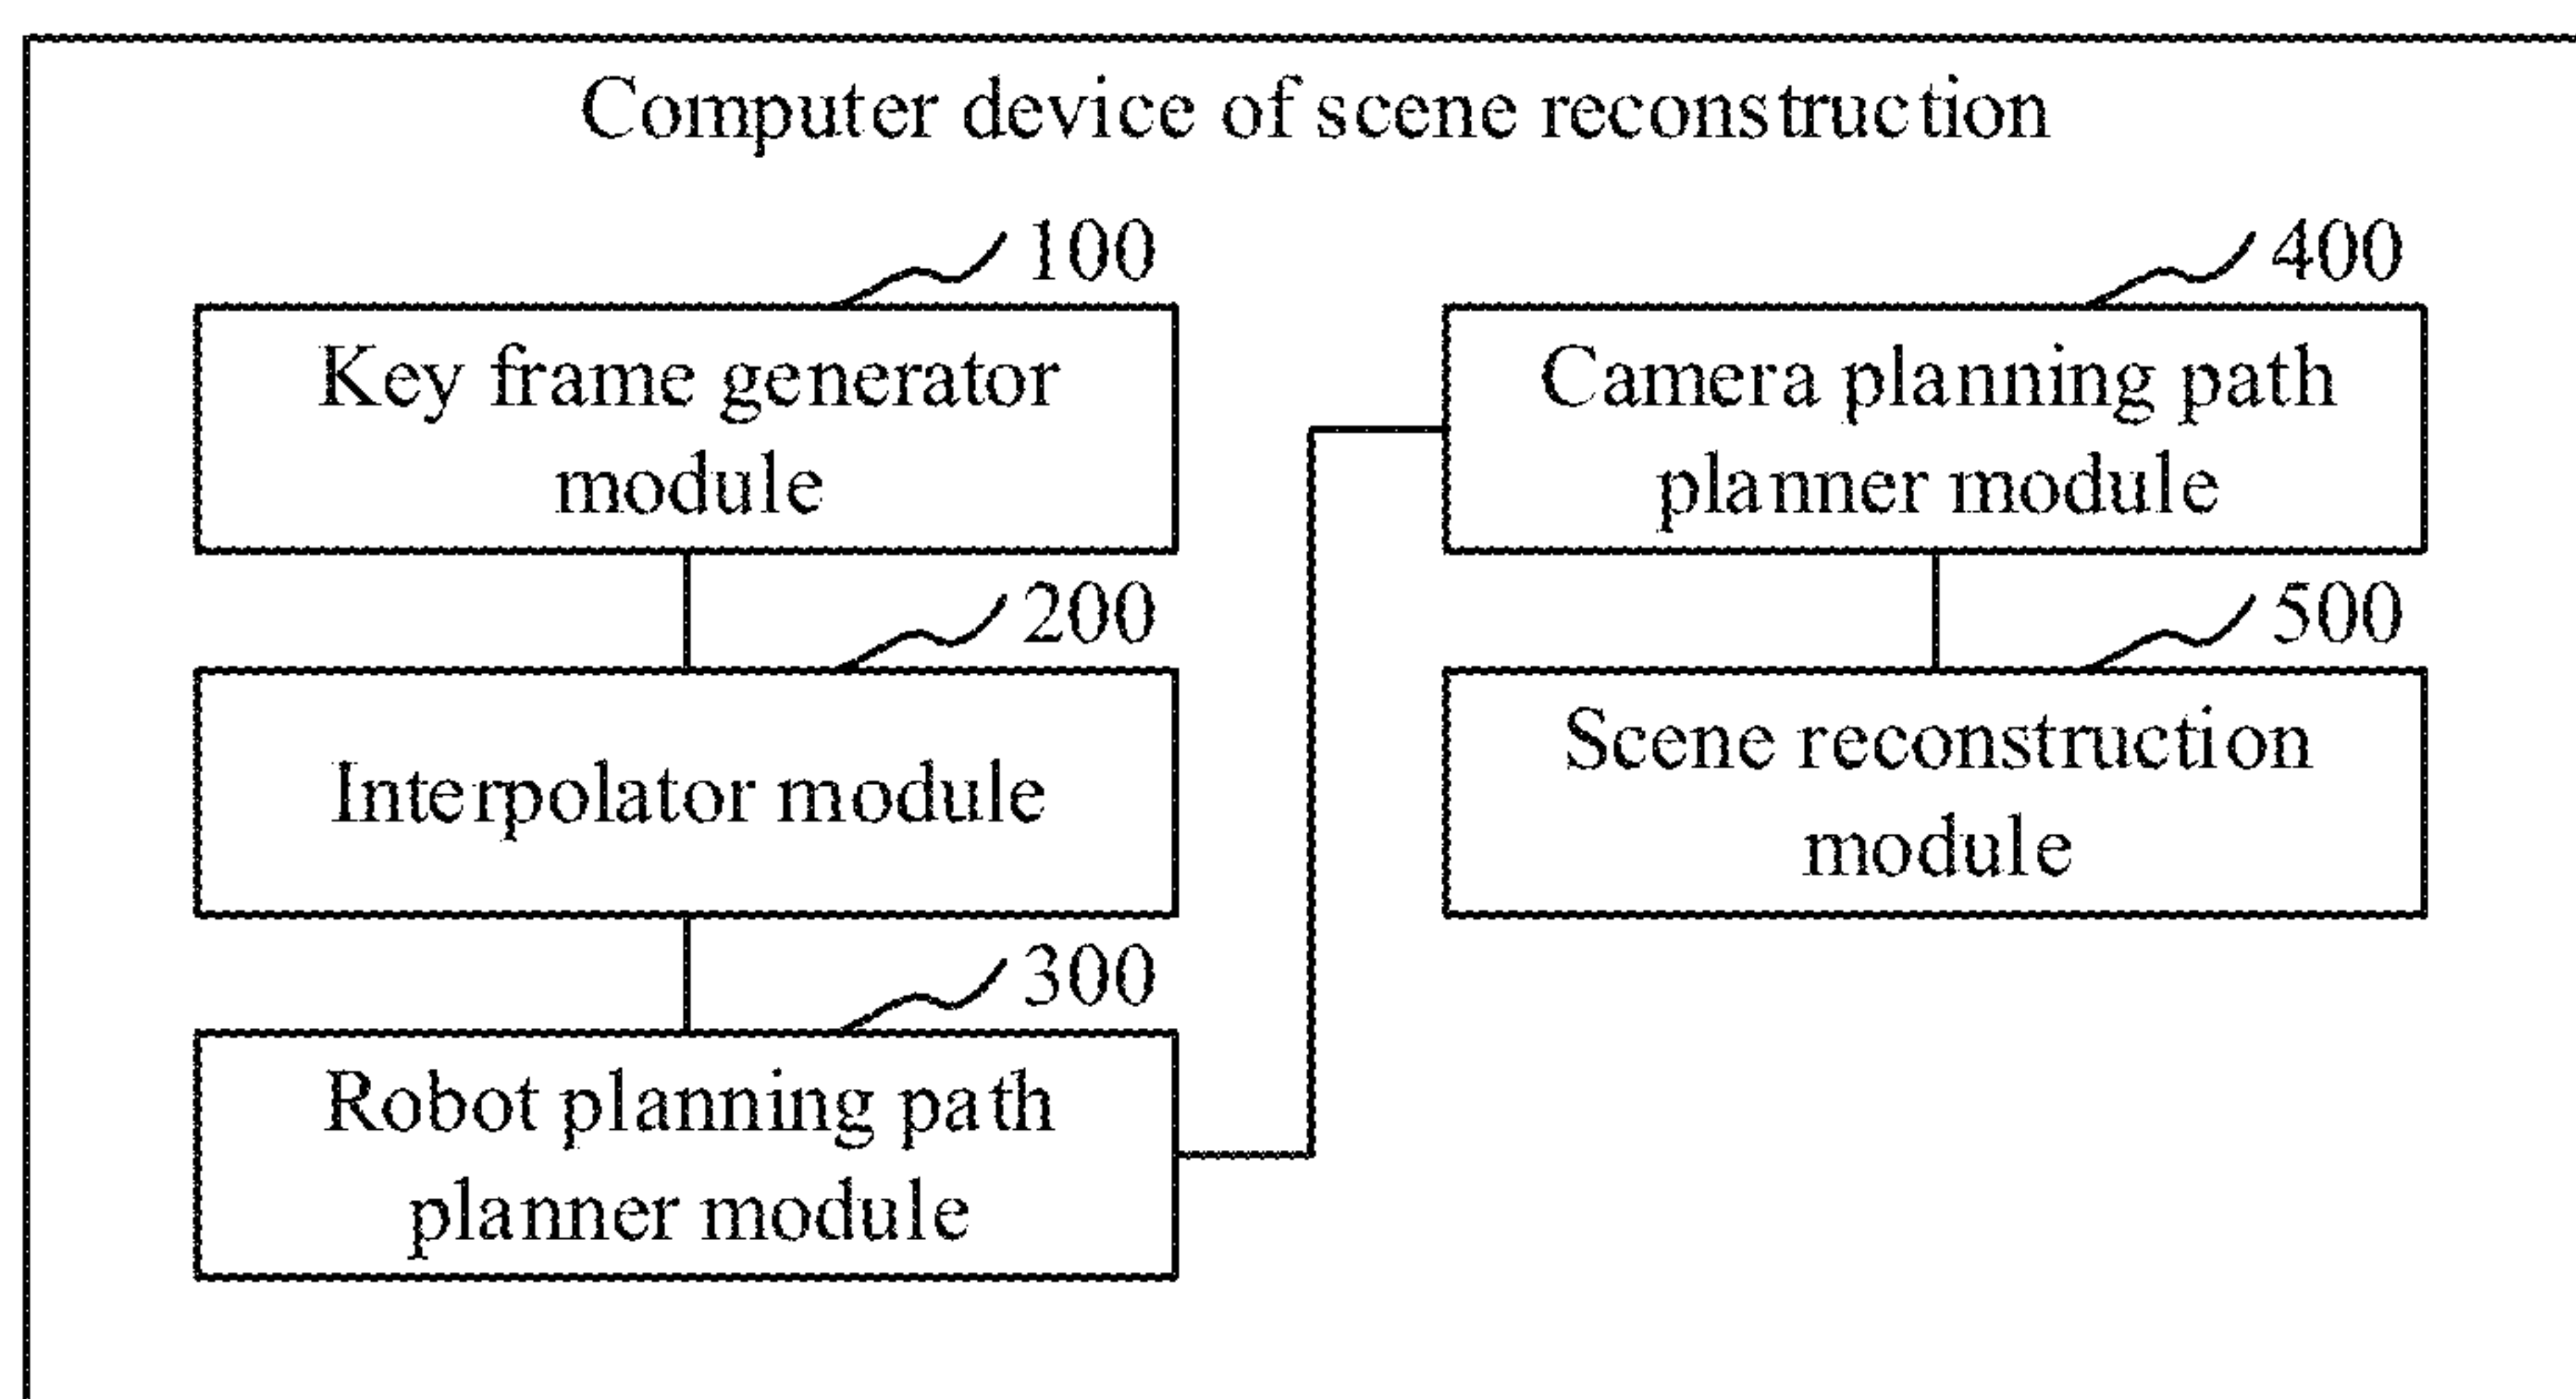 Computer device of scene reconstruction
100
Key frame generator
module
200
Interpolator module
300
Robot planning path
planner module
400
Camera planning path
planner module
500
Scene reconstruction
module